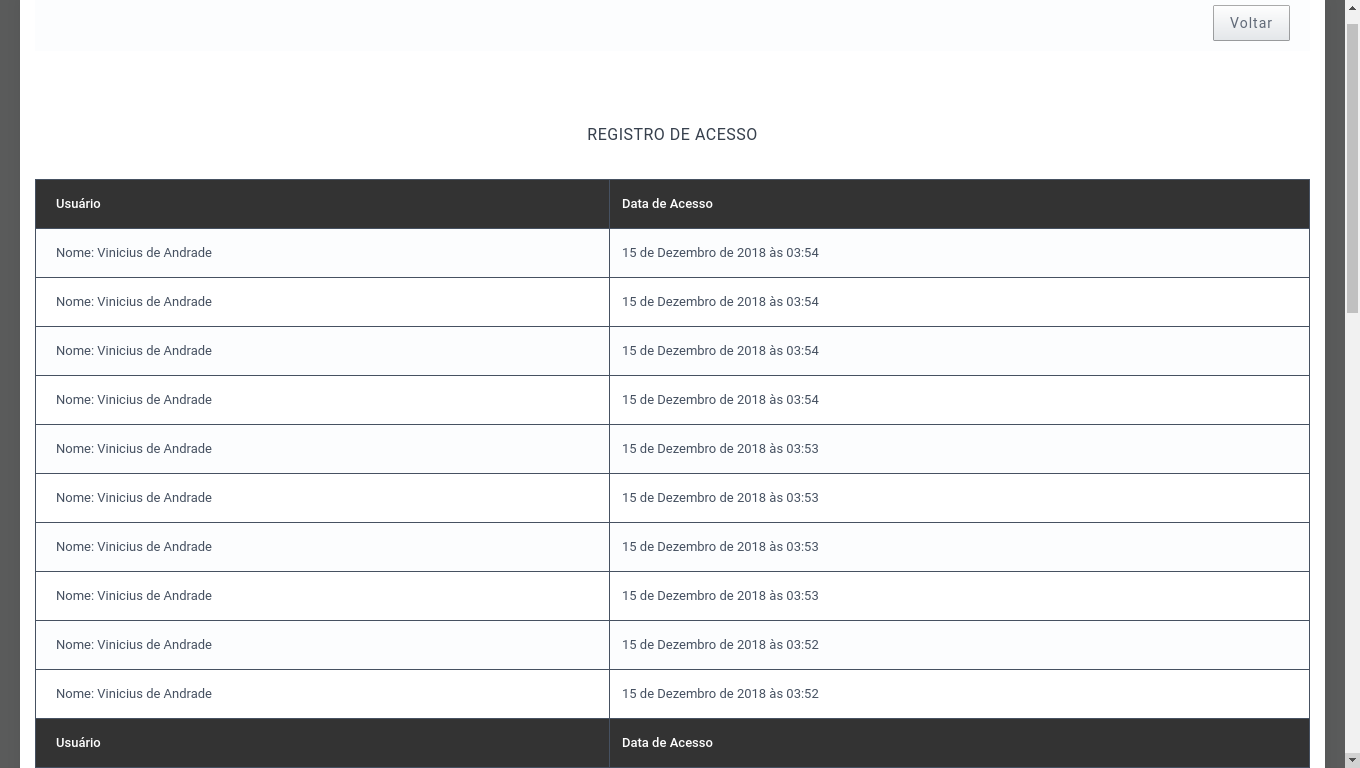 Voltar
REGISTRO DE ACESSO
Usuário Data de Acesso
Nome: Vinicius de Andrade 15 de Dezembro de 2018 às 03:54
Nome: Vinicius de Andrade 15 de Dezembro de 2018 às 03:54
Nome: Vinicius de Andrade 15 de Dezembro de 2018 às 03:54
Nome: Vinicius de Andrade 15 de Dezembro de 2018 às 03:54
Nome: Vinicius de Andrade 15 de Dezembro de 2018 às 03:53
Nome: Vinicius de Andrade 15 de Dezembro de 2018 às 03:53
Nome: Vinicius de Andrade 15 de Dezembro de 2018 às 03:53
Nome: Vinicius de Andrade 15 de Dezembro de 2018 às 03:53
Nome: Vinicius de Andrade 15 de Dezembro de 2018 às 03:52
Nome: Vinicius de Andrade 15 de Dezembro de 2018 às 03:52
Usuário Data de Acesso